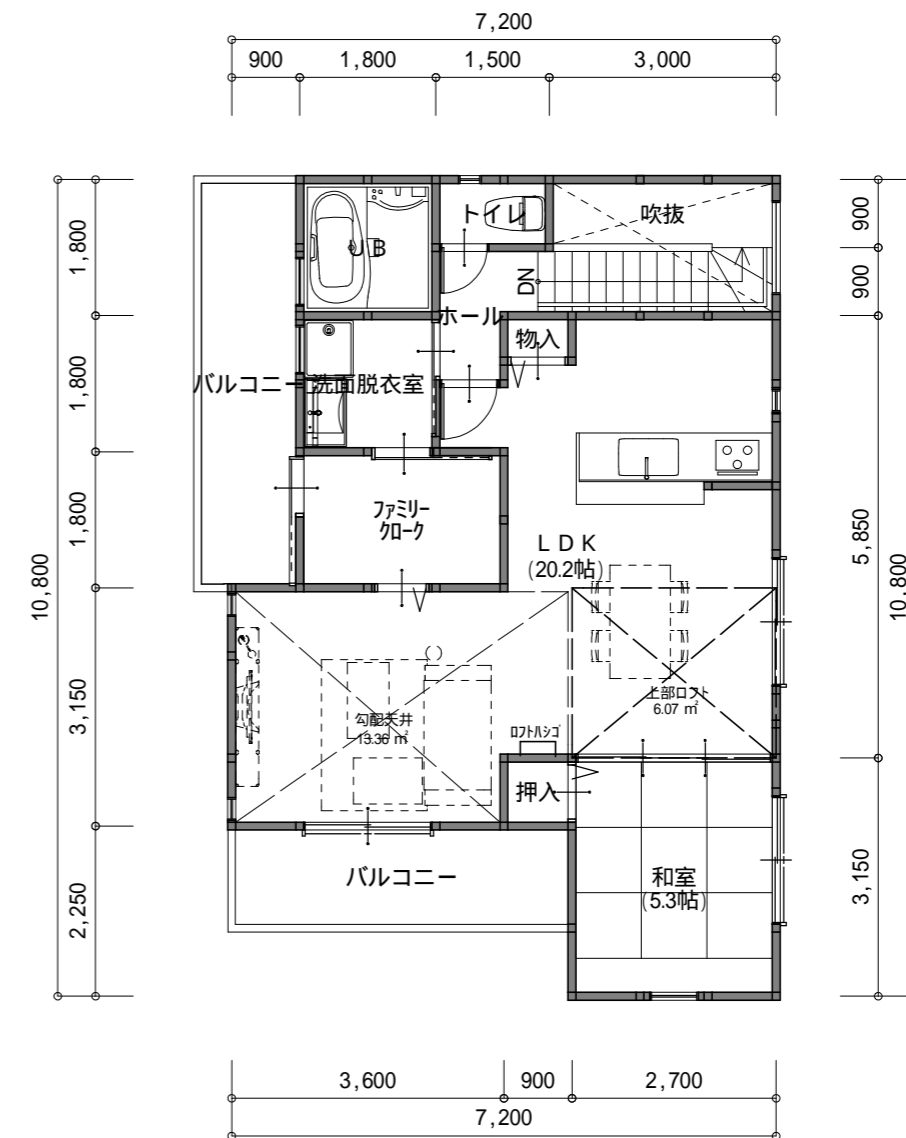 7,200
900
1,800
1,500
3,000
1,800
1,800
1,800
3,150
2,250
10,800
900
900
5,850
3,150
10,800
UB
トイレ
吹抜
DN
ホール
物入
バルコニー
洗面脱衣室
ファミリー
クローク
LDK
(20.2帖)
上部ロフト
6.07 ㎡
勾配天井
13.36 ㎡
ロフトハシゴ
押入
和室
(5.3帖)
バルコニー
3,600
900
2,700
7,200